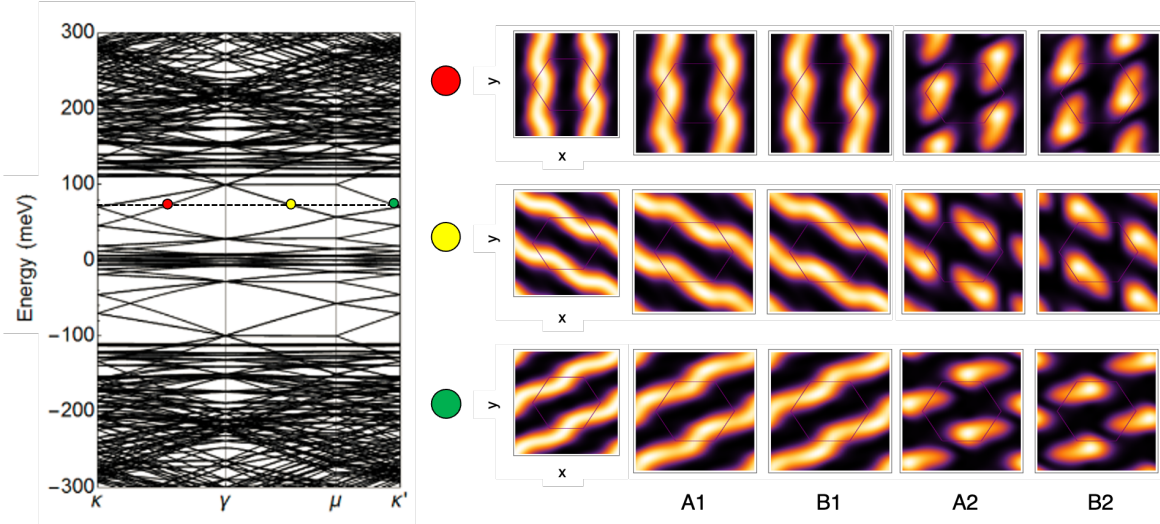 300
200
100
0
−100
−200
−300
Energy (meV)
κ
γ
μ
κ'
y
x
y
x
y
x
A1
B1
A2
B2